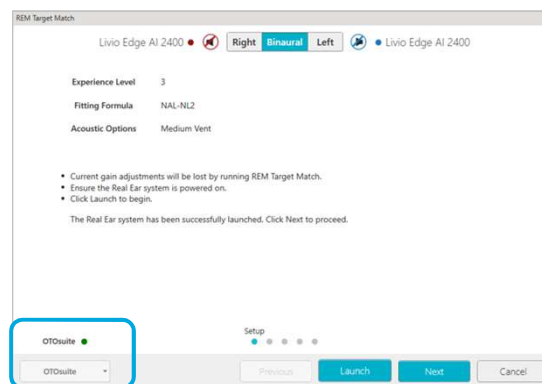 REM Target Match
Livio Edge AI 2400 Right Binaural Left Livio Edge AI 2400
Experience Level 3
Fitting Formula NAL-NL2
Acoustic Options Medium Vent
• Current gain adjustments will be lost by running REM Target Match.
• Ensure the Real Ear system is powered on.
• Click Launch to begin.
The Real Ear system has been successfully launched. Click Next to proceed.
Setup
OTOsuite
OTOsuite Previous Launch Next Cancel